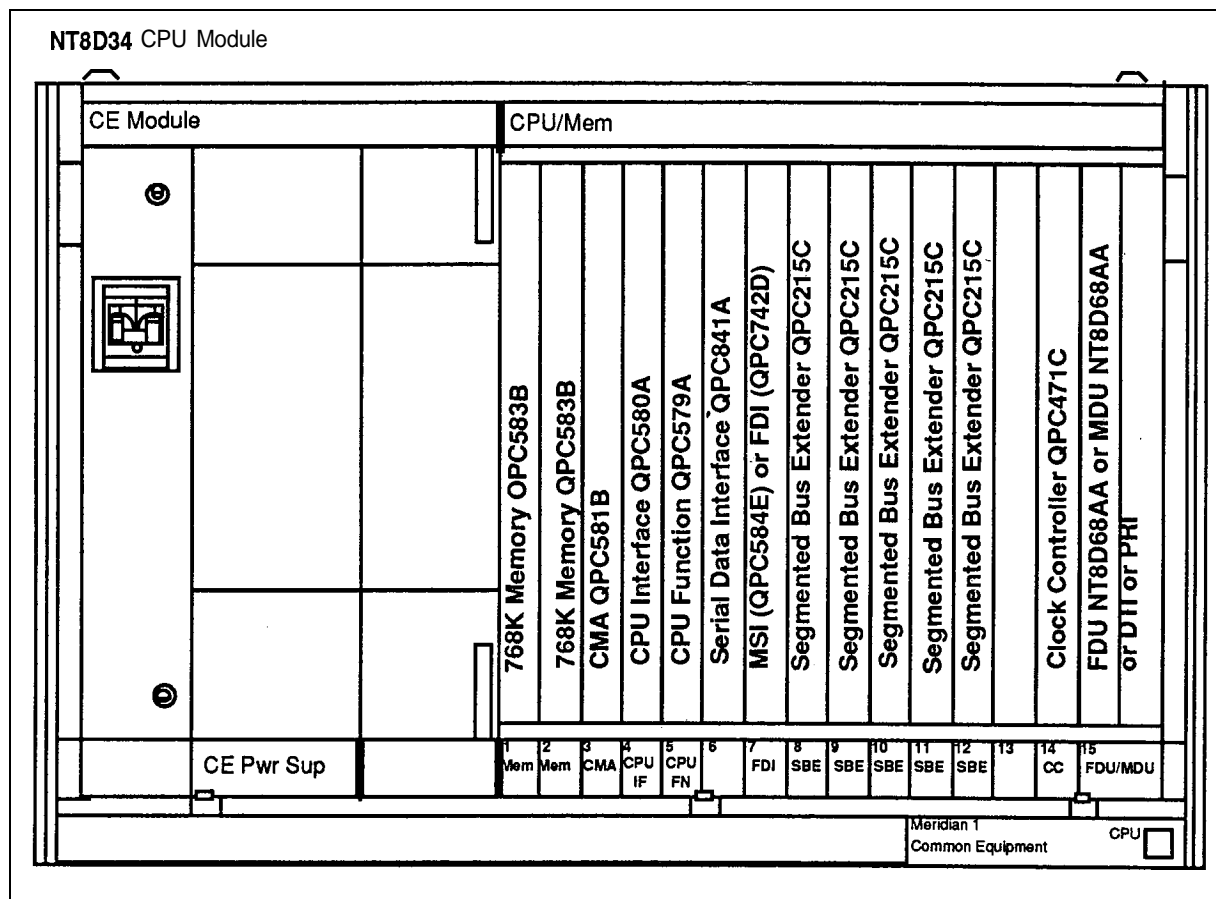 NT8D34 CPU Module
CE Module
CPU/Mem
768K Memory OPC583B
768K Memory QPC583B
CMA QPC581B
CPU Interface QPC580A
CPU Function QPC579A
Serial Data Interface QPC841A
MSI (QPC584E) or FDI (QPC742D)
Segmented Bus Extender QPC215C
Segmented Bus Extender QPC215C
Segmented Bus Extender QPC215C
Segmented Bus Extender QPC215C
Segmented Bus Extender QPC215C
Clock Controller QPC471C
FDU NT8D68AA or MDU NT8D68AA
or DTI or PRI
CE Pwr Sup
1 Mem
2 Mem
3 CMA
4 CPU IF
5 CPU FN
6
7 FDI
8 SBE
9 SBE
10 SBE
11 SBE
12 SBE
13
14 CC
15 FDU/MDU
Meridian 1
Common Equipment
CPU